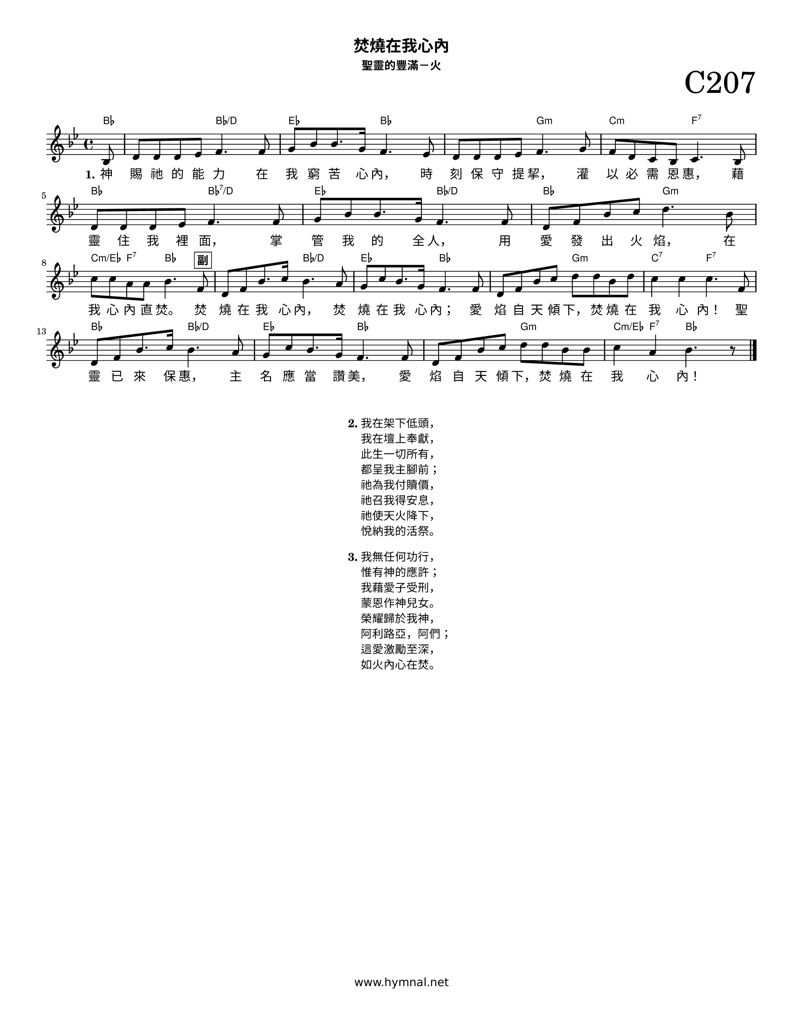 焚燒在我心內
聖靈的豐滿－火
C207
B♭ B♭/D E♭ B♭ Gm Cm F7
1. 神 賜 祂 的 能 力 在 我 窮 苦 心 內， 時 刻 保 守 提 挈， 灌 以 必 需 恩 惠， 藉
5 B♭ B♭7/D E♭ B♭/D B♭ Gm
靈 住 我 裡 面， 掌 管 我 的 全 人， 用 愛 發 出 火 焰， 在
8 Cm/E♭ F7 B♭ 副 B♭/D E♭ B♭ Gm C7 F7
我 心 內 直 焚。 焚 燒 在 我 心 內， 焚 燒 在 我 心 內； 愛 焰 自 天 傾 下， 焚 燒 在 我 心 內！ 聖
13 B♭ B♭/D E♭ B♭ Gm Cm/E♭ F7 B♭
靈 已 來 保 惠， 主 名 應 當 讚 美， 愛 焰 自 天 傾 下， 焚 燒 在 我 心 內！
2. 我在架下低頭，
我在壇上奉獻，
此生一切所有，
都呈我主腳前；
祂為我付贖價，
祂召我得安息，
祂使天火降下，
悅納我的活祭。
3. 我無任何功行，
惟有神的應許；
我藉愛子受刑，
蒙恩作神兒女。
榮耀歸於我神，
阿利路亞，阿們；
這愛激勵至深，
如火內心在焚。
www.hymnal.net